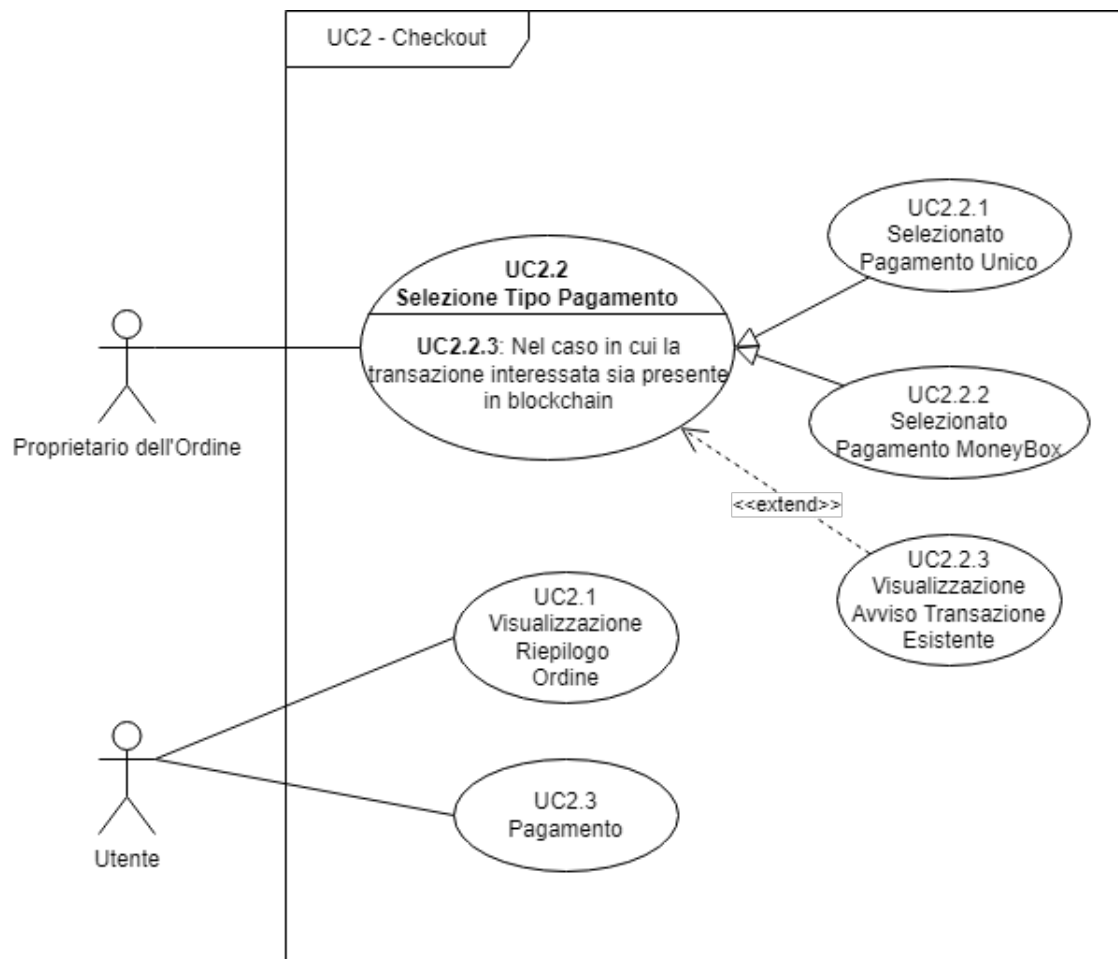 UC2 - Checkout
UC2.2.1
Selezionato
Pagamento Unico
UC2.2
Selezione Tipo Pagamento
UC2.2.3: Nel caso in cui la
transazione interessata sia presente
in blockchain
UC2.2.2
Selezionato
Pagamento MoneyBox
Proprietario dell'Ordine
<<extend>>
UC2.2.3
Visualizzazione
Avviso Transazione
Esistente
UC2.1
Visualizzazione
Riepilogo
Ordine
UC2.3
Pagamento
Utente